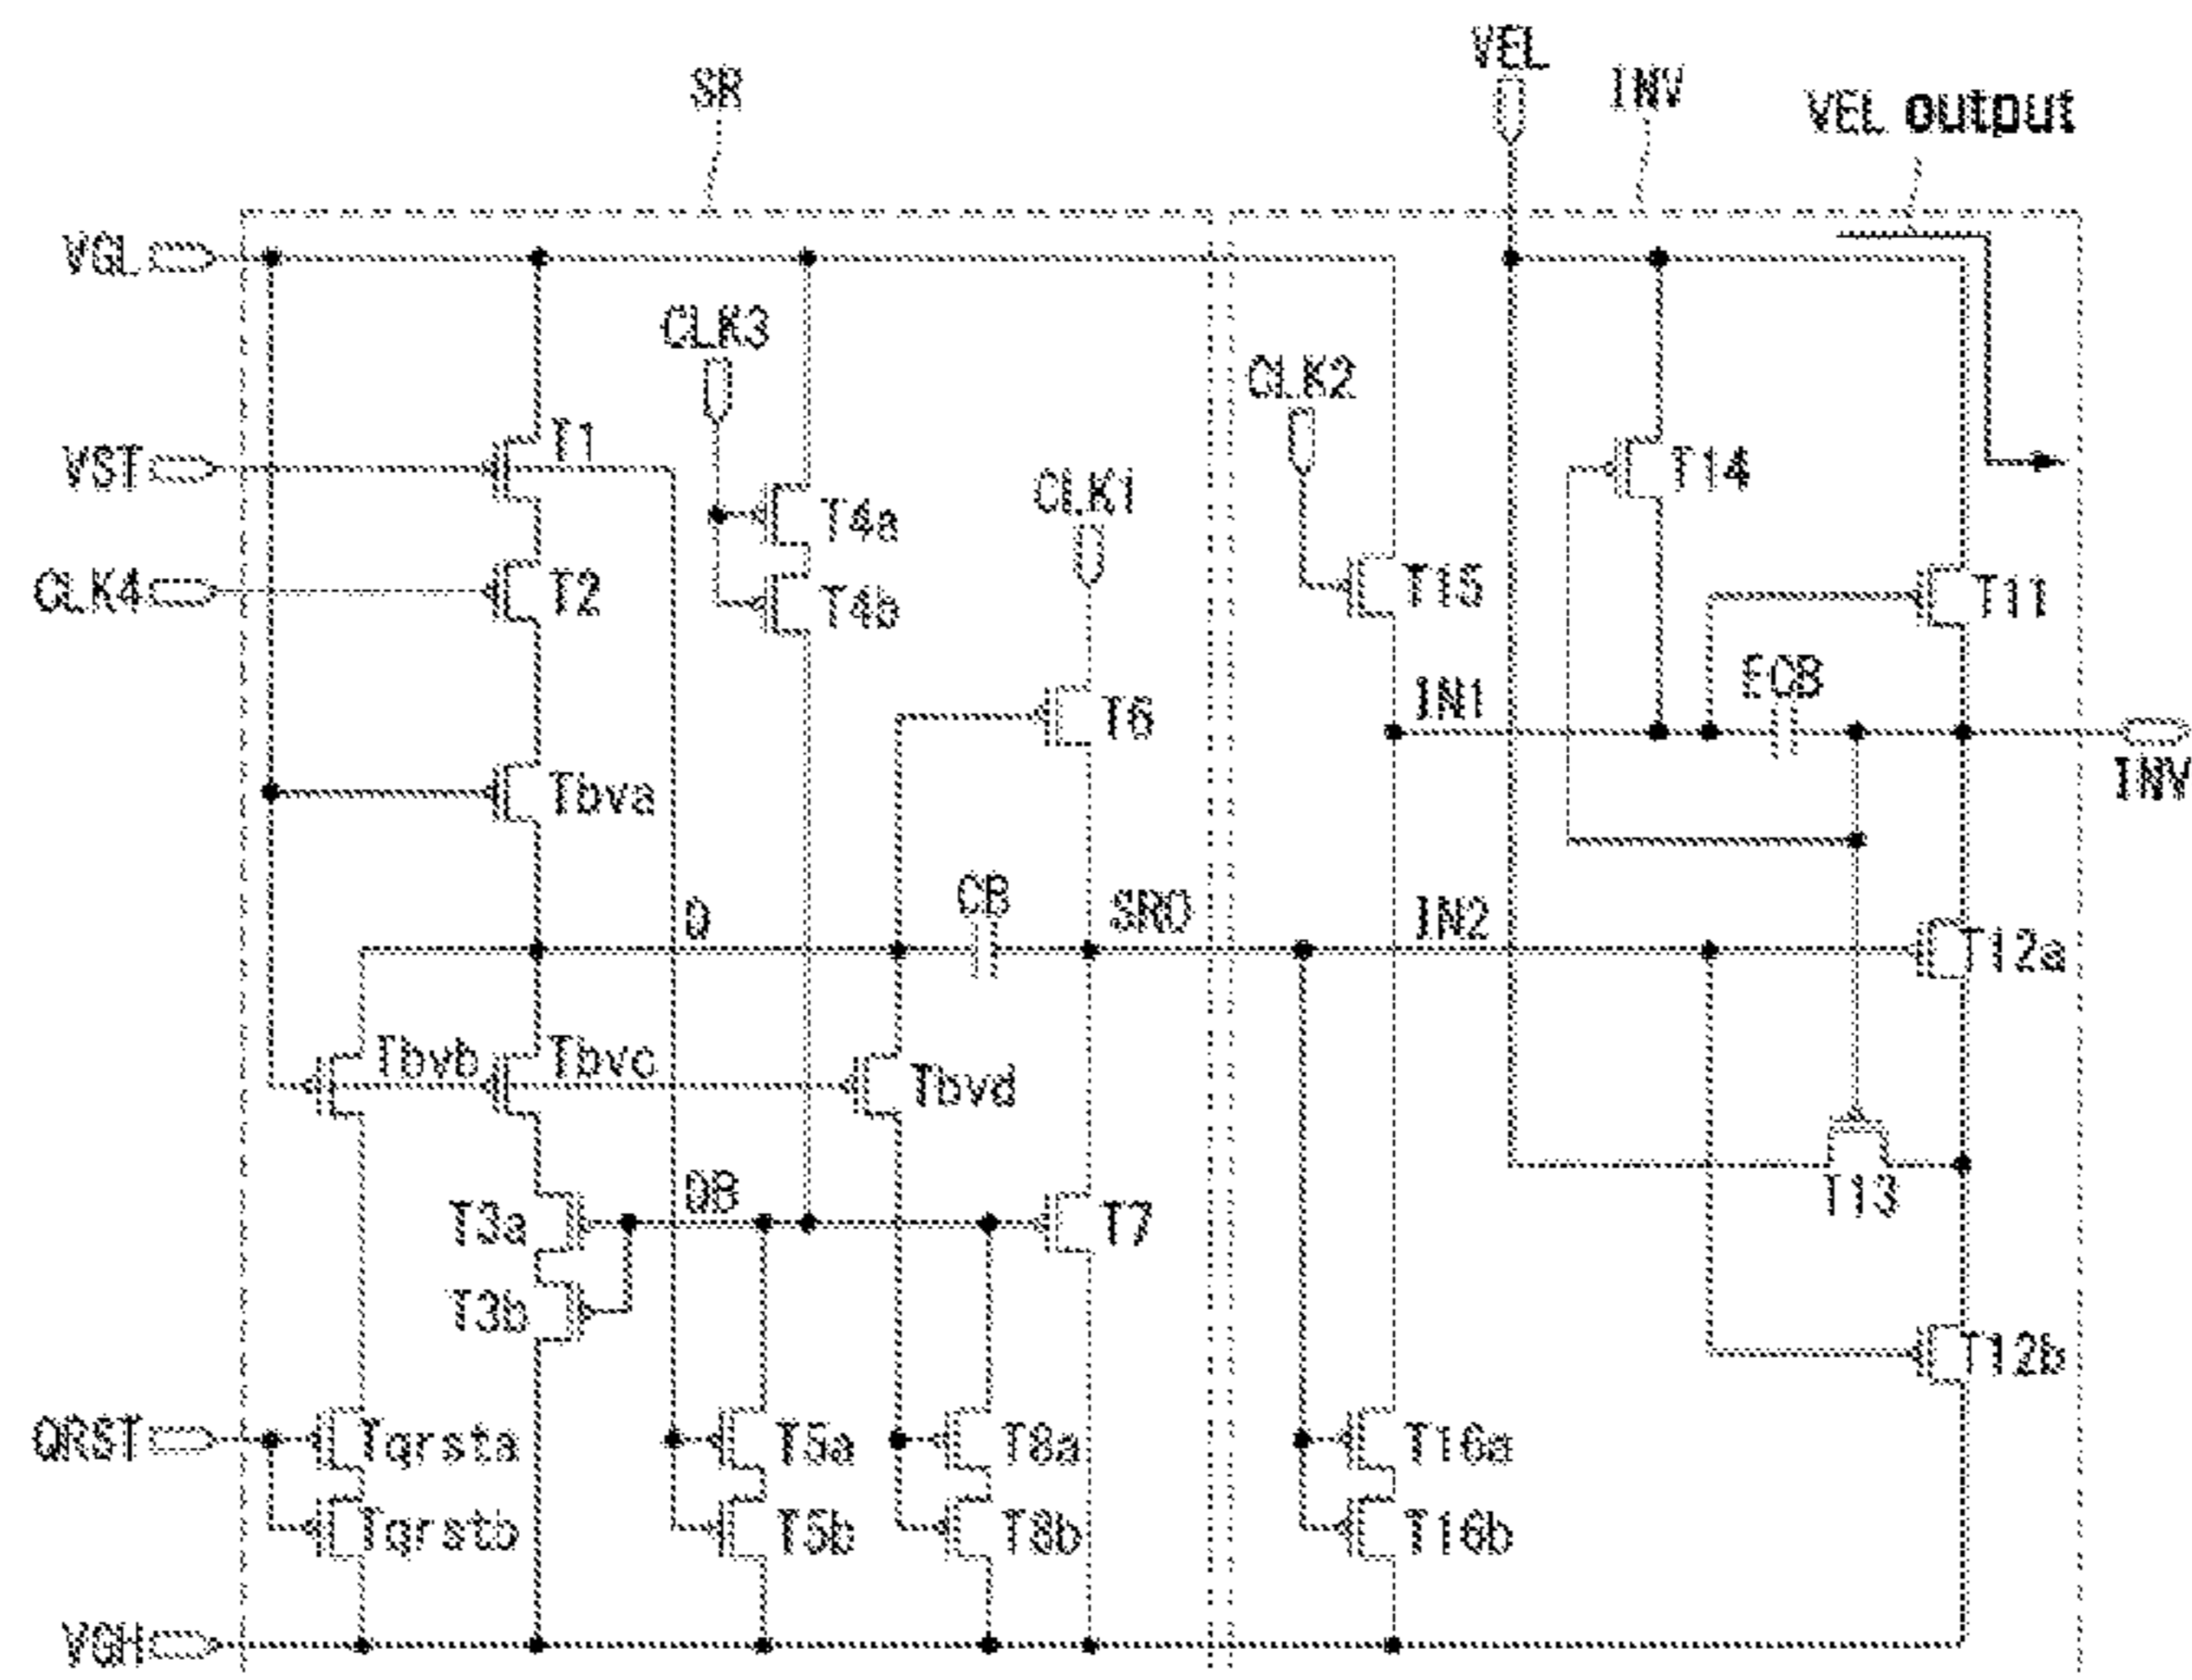 VEL
SR
INV
VEL output
VGL
CLK3
CLK2
T1
VST
T14
CLK1
T4a
CLK4
T2
T4b
T15
T11
ECB
T6
IN1
INV
Tbva
CB
Q
SRO
IN2
T12a
Tbvb
Tbvc
Tbvd
QB
T3a
T7
T13
T3b
T12b
QRST
Tqrsta
T5a
T8a
T16a
Tqrstb
T5b
T8b
T16b
VGH